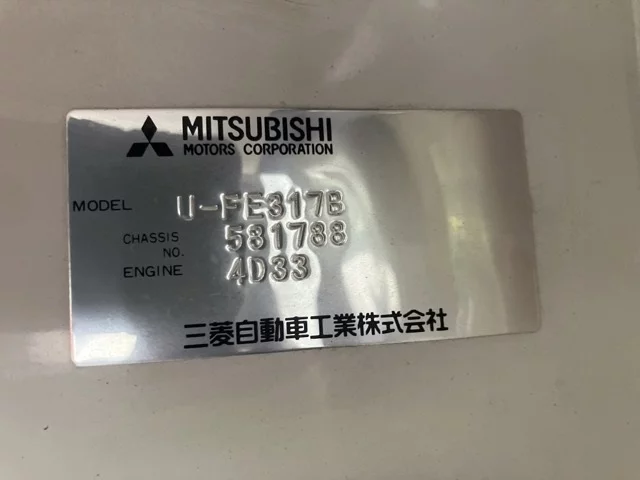 MITSUBISHI
MOTORS CORPORATION
MODEL U-FE317B
CHASSIS NO. 531788
ENGINE 4D33
三菱自動車工業株式会社